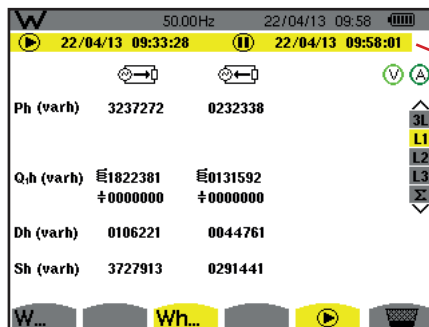 W 50.00Hz 22/04/13 09:58
22/04/13 09:33:28 22/04/13 09:58:01
V A
Ph (varh) 3237272 0232338
3L
L1
L2
Q₁h (varh) 1822381 0131592
L3
0000000 0000000
Σ
Dh (varh) 0106221 0044761
Sh (varh) 3727913 0291441
W... Wh...